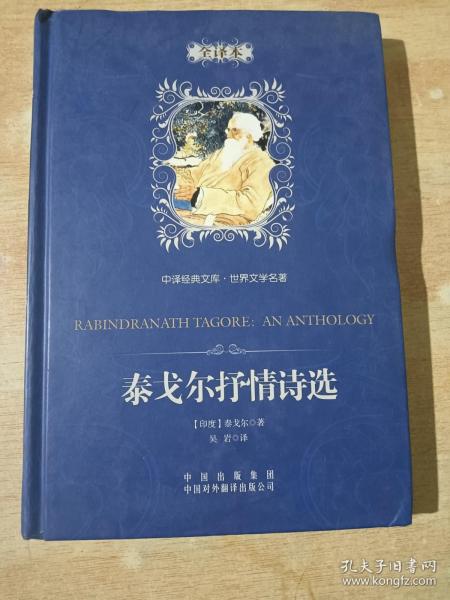 全译本
中译经典文库·世界文学名著
RABINDRANATH TAGORE: AN ANTHOLOGY
泰戈尔抒情诗选
【印度】泰戈尔◎著
吴岩◎译
中国出版集团
中国对外翻译出版公司
孔夫子旧书网
www.kongfz.com